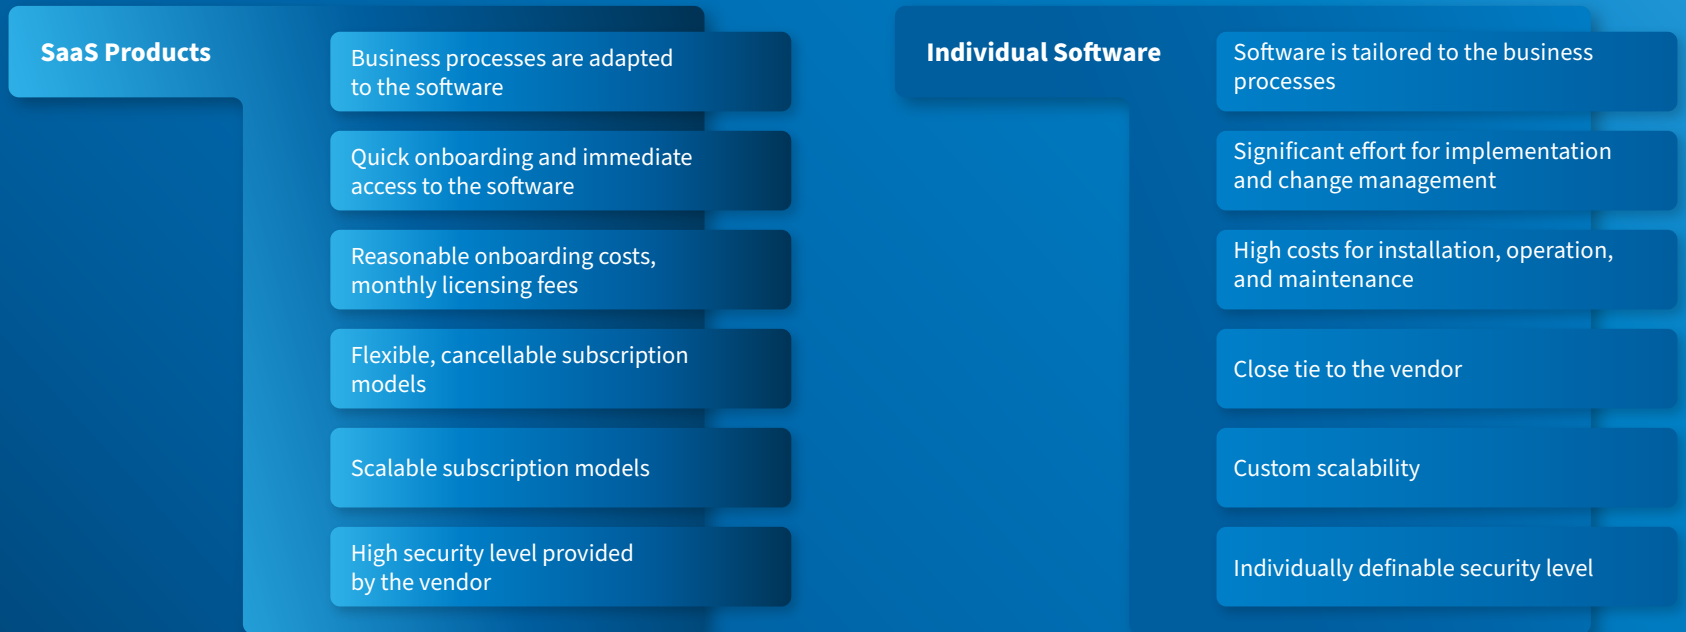 SaaS Products
Business processes are adapted
to the software
Quick onboarding and immediate
access to the software
Reasonable onboarding costs,
monthly licensing fees
Flexible, cancellable subscription
models
Scalable subscription models
High security level provided
by the vendor
Individual Software
Software is tailored to the business
processes
Significant effort for implementation
and change management
High costs for installation, operation,
and maintenance
Close tie to the vendor
Custom scalability
Individually definable security level